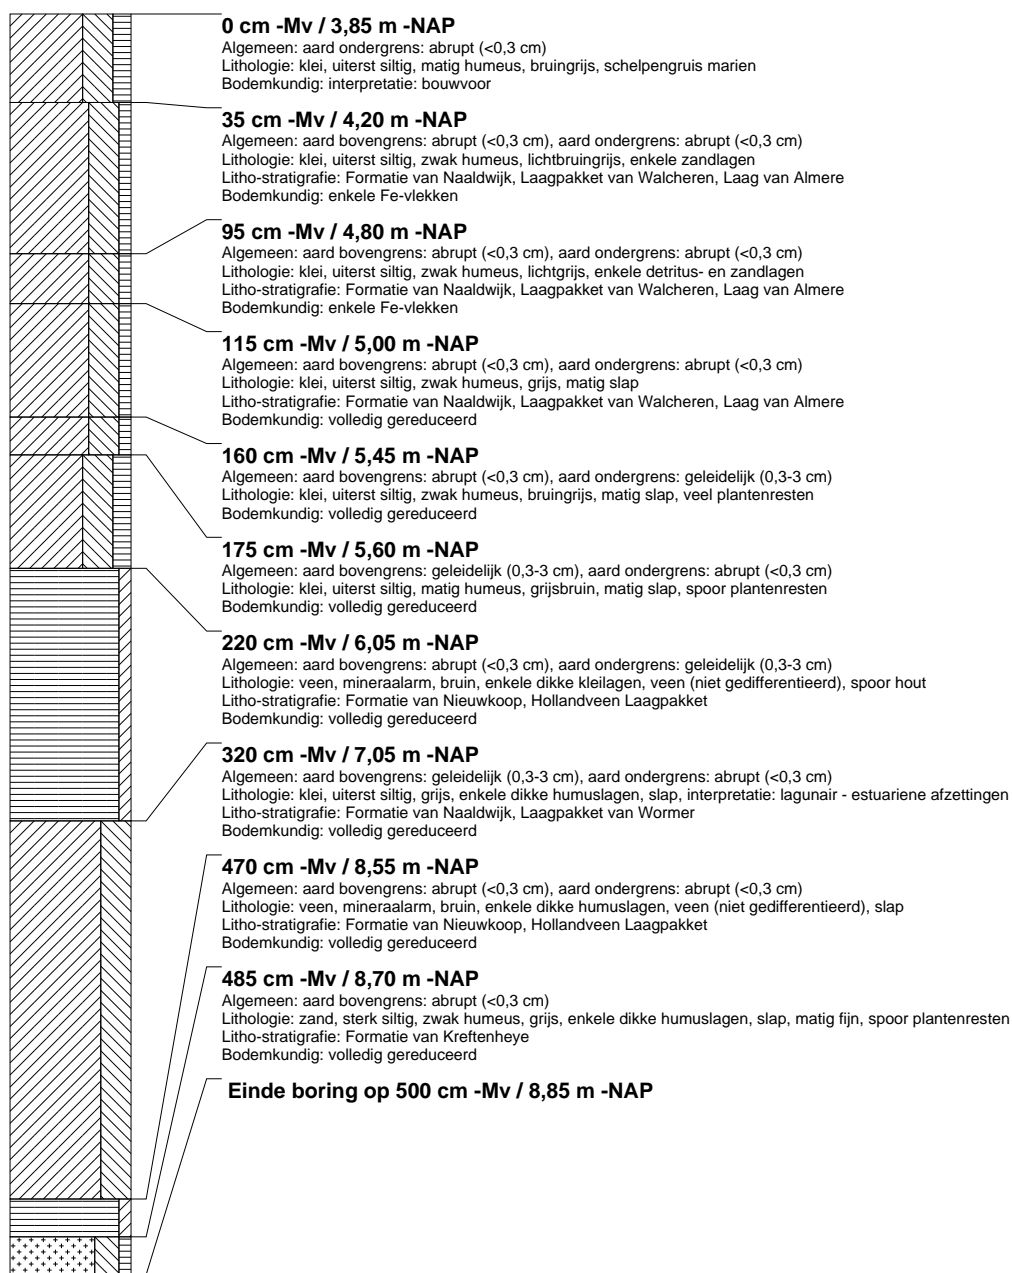 0 cm -Mv / 3,85 m -NAP
Algemeen: aard ondergrens: abrupt (<0,3 cm)
Lithologie: klei, uiterst siltig, matig humeus, bruingrijs, schelpengruis marien
Bodemkundig: interpretatie: bouwvoor
35 cm -Mv / 4,20 m -NAP
Algemeen: aard bovengrens: abrupt (<0,3 cm), aard ondergrens: abrupt (<0,3 cm)
Lithologie: klei, uiterst siltig, zwak humeus, lichtbruingrijs, enkele zandlagen
Litho-stratigrafie: Formatie van Naaldwijk, Laagpakket van Walcheren, Laag van Almere
Bodemkundig: enkele Fe-vlekken
95 cm -Mv / 4,80 m -NAP
Algemeen: aard bovengrens: abrupt (<0,3 cm), aard ondergrens: abrupt (<0,3 cm)
Lithologie: klei, uiterst siltig, zwak humeus, lichtgrijs, enkele detritus- en zandlagen
Litho-stratigrafie: Formatie van Naaldwijk, Laagpakket van Walcheren, Laag van Almere
Bodemkundig: enkele Fe-vlekken
115 cm -Mv / 5,00 m -NAP
Algemeen: aard bovengrens: abrupt (<0,3 cm), aard ondergrens: abrupt (<0,3 cm)
Lithologie: klei, uiterst siltig, zwak humeus, grijs, matig slap
Litho-stratigrafie: Formatie van Naaldwijk, Laagpakket van Walcheren, Laag van Almere
Bodemkundig: volledig gereduceerd
160 cm -Mv / 5,45 m -NAP
Algemeen: aard bovengrens: abrupt (<0,3 cm), aard ondergrens: geleidelijk (0,3-3 cm)
Lithologie: klei, uiterst siltig, zwak humeus, bruingrijs, matig slap, veel plantenresten
Bodemkundig: volledig gereduceerd
175 cm -Mv / 5,60 m -NAP
Algemeen: aard bovengrens: geleidelijk (0,3-3 cm), aard ondergrens: abrupt (<0,3 cm)
Lithologie: klei, uiterst siltig, matig humeus, grijsbruin, matig slap, spoor plantenresten
Bodemkundig: volledig gereduceerd
220 cm -Mv / 6,05 m -NAP
Algemeen: aard bovengrens: abrupt (<0,3 cm), aard ondergrens: geleidelijk (0,3-3 cm)
Lithologie: veen, mineraalarm, bruin, enkele dikke kleilagen, veen (niet gedifferentieerd), spoor hout
Litho-stratigrafie: Formatie van Nieuwkoop, Hollandveen Laagpakket
Bodemkundig: volledig gereduceerd
320 cm -Mv / 7,05 m -NAP
Algemeen: aard bovengrens: geleidelijk (0,3-3 cm), aard ondergrens: abrupt (<0,3 cm)
Lithologie: klei, uiterst siltig, grijs, enkele dikke humuslagen, slap, interpretatie: lagunair - estuariene afzettingen
Litho-stratigrafie: Formatie van Naaldwijk, Laagpakket van Wormer
Bodemkundig: volledig gereduceerd
470 cm -Mv / 8,55 m -NAP
Algemeen: aard bovengrens: abrupt (<0,3 cm), aard ondergrens: abrupt (<0,3 cm)
Lithologie: veen, mineraalarm, bruin, enkele dikke humuslagen, veen (niet gedifferentieerd), slap
Litho-stratigrafie: Formatie van Nieuwkoop, Hollandveen Laagpakket
Bodemkundig: volledig gereduceerd
485 cm -Mv / 8,70 m -NAP
Algemeen: aard bovengrens: abrupt (<0,3 cm)
Lithologie: zand, sterk siltig, zwak humeus, grijs, enkele dikke humuslagen, slap, matig fijn, spoor plantenresten
Litho-stratigrafie: Formatie van Kreftenheye
Bodemkundig: volledig gereduceerd
Einde boring op 500 cm -Mv / 8,85 m -NAP